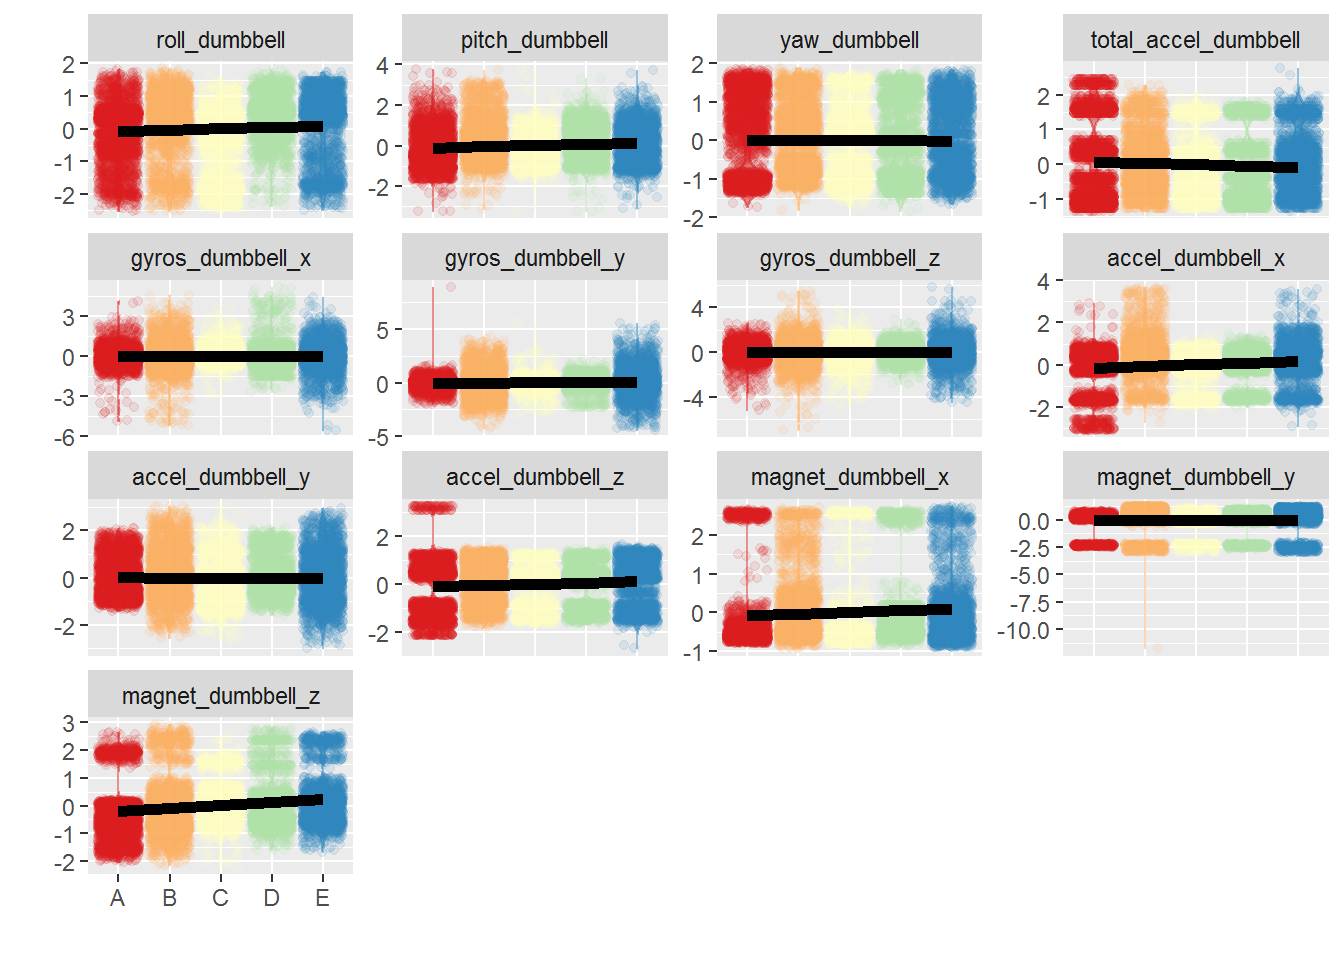 roll_dumbbell pitch_dumbbell yaw_dumbbell total_accel_dumbbell
2 4 2 2
1 2 1 1
0 0 0 0
-1 -2 -1 -1
-2 -2
gyros_dumbbell_x gyros_dumbbell_y gyros_dumbbell_z accel_dumbbell_x
3 5 4 4
0 0 0 2
-3 -5 -4 0
-6 -2
accel_dumbbell_y accel_dumbbell_z magnet_dumbbell_x magnet_dumbbell_y
2 2 2 0.0
0 0 1 -2.5
-2 -2 0 -5.0
-1 -7.5
-10.0
magnet_dumbbell_z
3
2
1
0
-1
-2
A B C D E